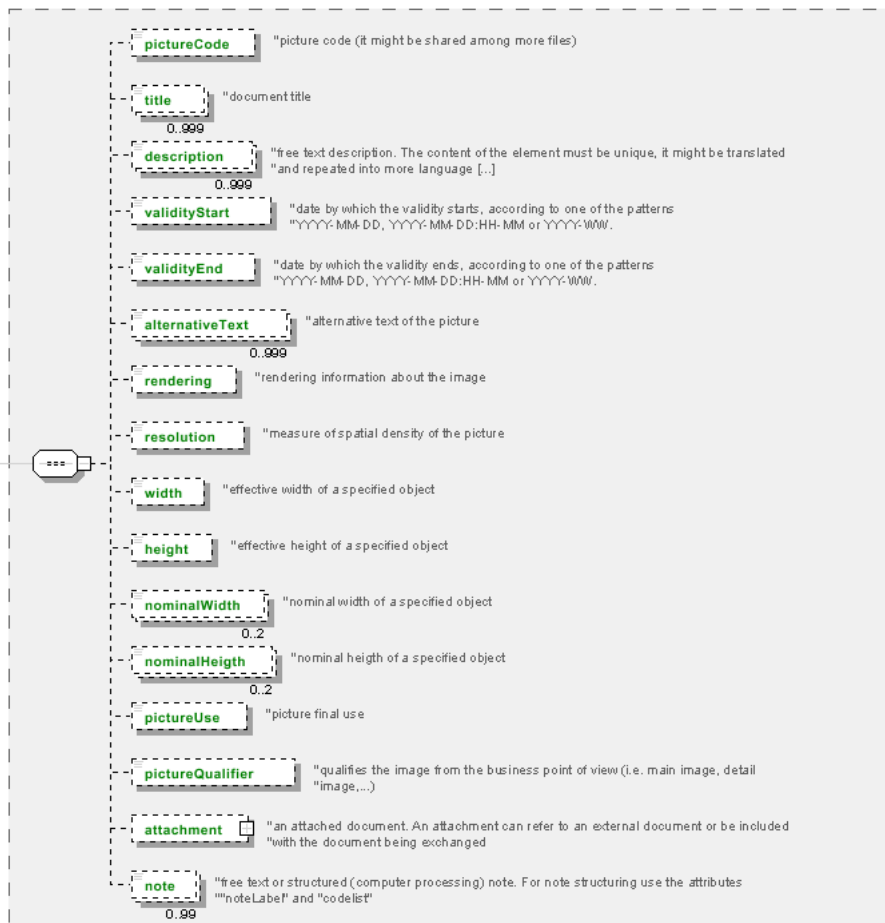 pictureCode "picture code (it might be shared among more files)
title "document title
0..999
description "free text description. The content of the element must be unique, it might be translated
"and repeated into more language [...]
0..999
validityStart "date by which the validity starts, according to one of the patterns
"YYYY-MM-DD, YYYY-MM-DD:HH-MM or YYYY-WW.
validityEnd "date by which the validity ends, according to one of the patterns
"YYYY-MM-DD, YYYY-MM-DD:HH-MM or YYYY-WW.
alternativeText "alternative text of the picture
0..999
rendering "rendering information about the image
resolution "measure of spatial density of the picture
width "effective width of a specified object
height "effective height of a specified object
nominalWidth "nominal width of a specified object
0..2
nominalHeigth "nominal heigth of a specified object
0..2
pictureUse "picture final use
pictureQualifier "qualifies the image from the business point of view (i.e. main image, detail
"image,...)
attachment "an attached document. An attachment can refer to an external document or be included
"with the document being exchanged
note "free text or structured (computer processing) note. For note structuring use the attributes
""noteLabel" and "codelist"
0..99